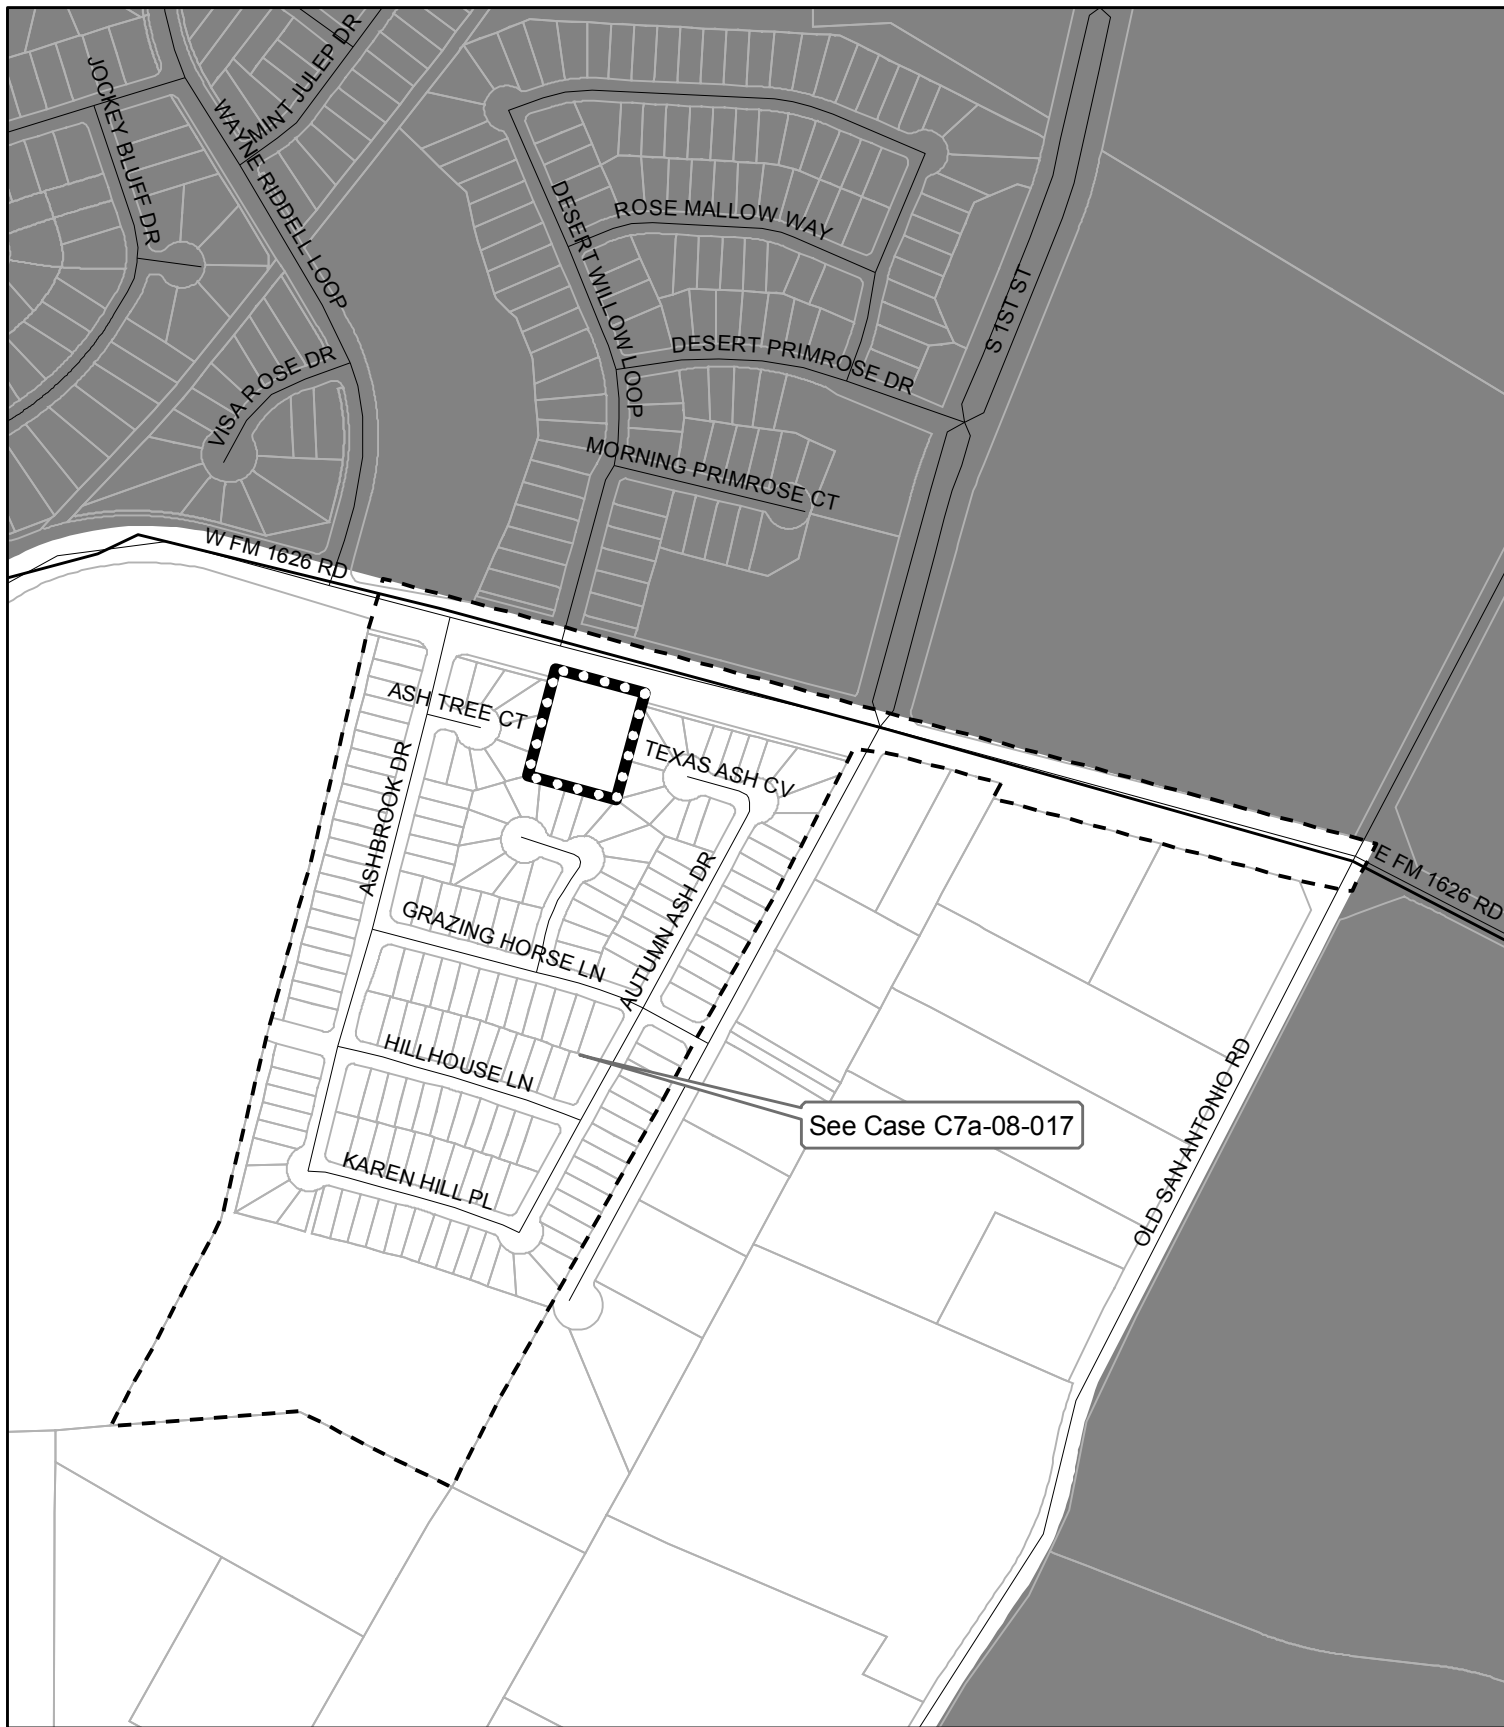 JOCKEY BLUFF DR
WAYNE RIDDELL LOOP
MINT JULEP DR
DESERT WILLOW LOOP
ROSE MALLOW WAY
S 1ST ST
DESERT PRIMROSE DR
VISA ROSE DR
MORNING PRIMROSE CT
W FM 1626 RD
ASH TREE CT
TEXAS ASH CV
ASHBROOK DR
E FM 1626 RD
AUTUMN ASH DR
GRAZING HORSE LN
HILLHOUSE LN
See Case C7a-08-017
OLD SAN ANTONIO RD
KAREN HILL PL